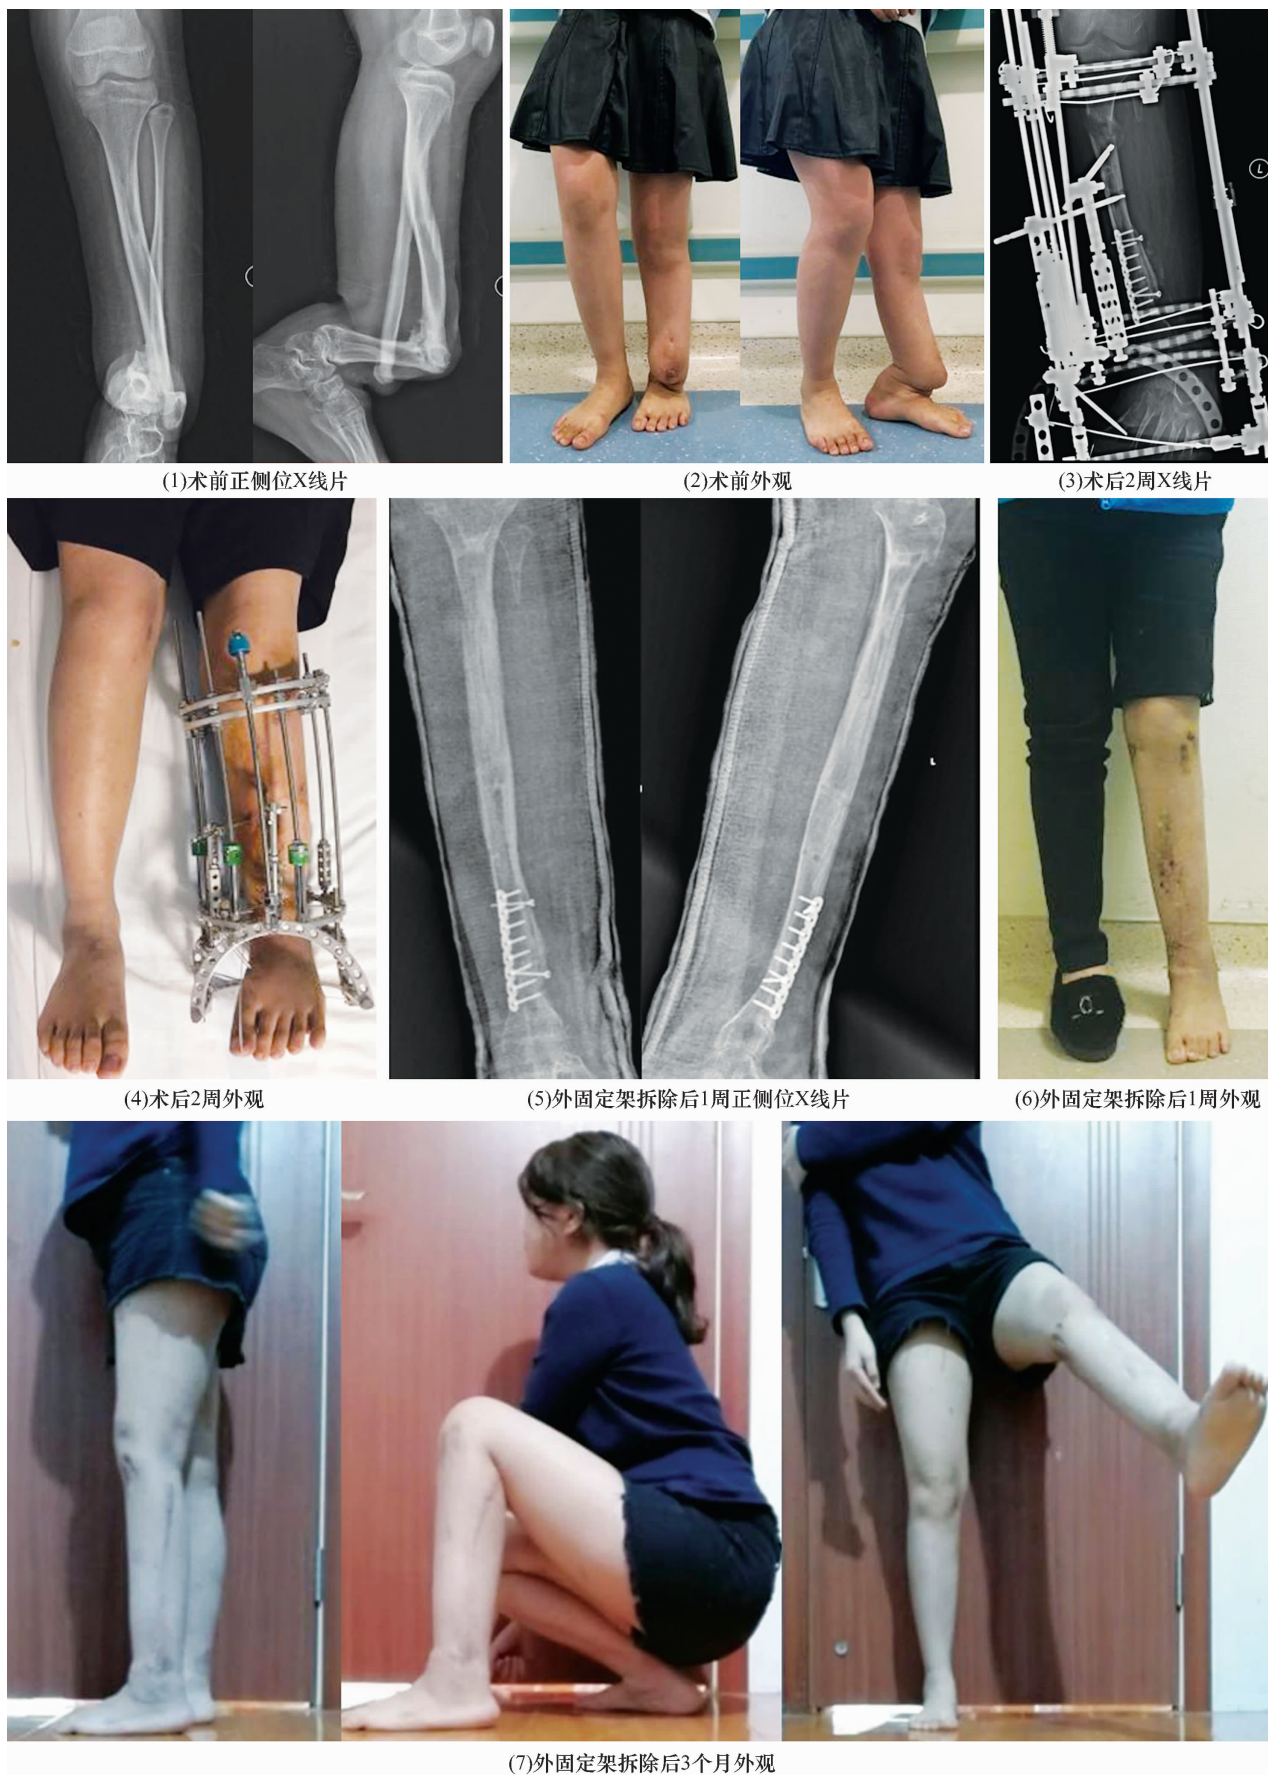 L
(1)术前正侧位X线片
(2)术前外观
(3)术后2周X线片
L
(4)术后2周外观
(5)外固定架拆除后1周正侧位X线片
(6)外固定架拆除后1周外观
(7)外固定架拆除后3个月外观